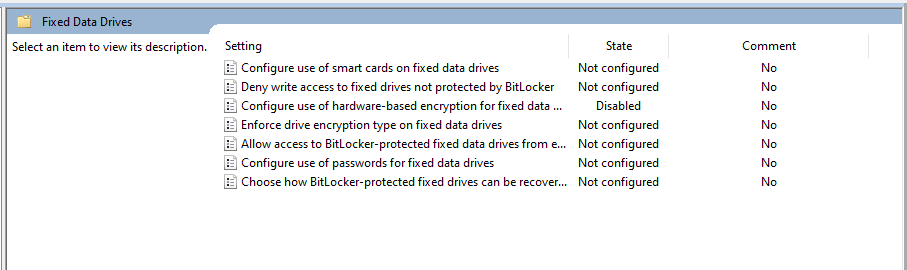 Fixed Data Drives
Select an item to view its description.
Setting State Comment
Configure use of smart cards on fixed data drives Not configured No
Deny write access to fixed drives not protected by BitLocker Not configured No
Configure use of hardware-based encryption for fixed data ... Disabled No
Enforce drive encryption type on fixed data drives Not configured No
Allow access to BitLocker-protected fixed data drives from e... Not configured No
Configure use of passwords for fixed data drives Not configured No
Choose how BitLocker-protected fixed drives can be recover... Not configured No